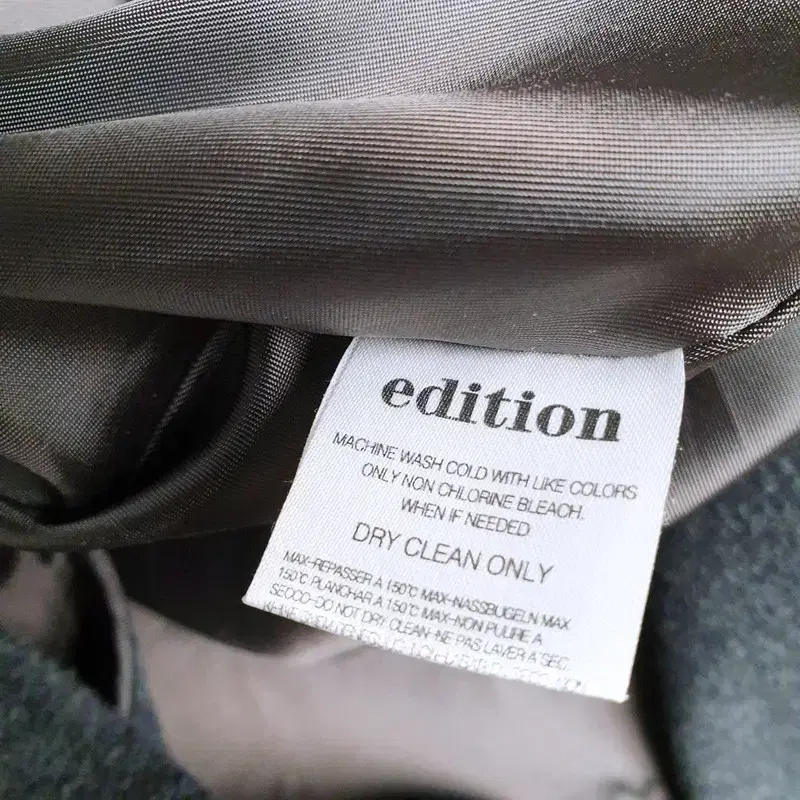 edition
MACHINE WASH COLD WITH LIKE COLORS
ONLY NON CHLORINE BLEACH.
WHEN IF NEEDED
DRY CLEAN ONLY
MAX-REPASSER A 150°C MAX-NASSBUGELN MAX
150°C PLANCHAR A 150°C MAX-NON PULIRE A
SECCO-DO NOT DRY CLEAN-NE PAS LAVER A'SEC